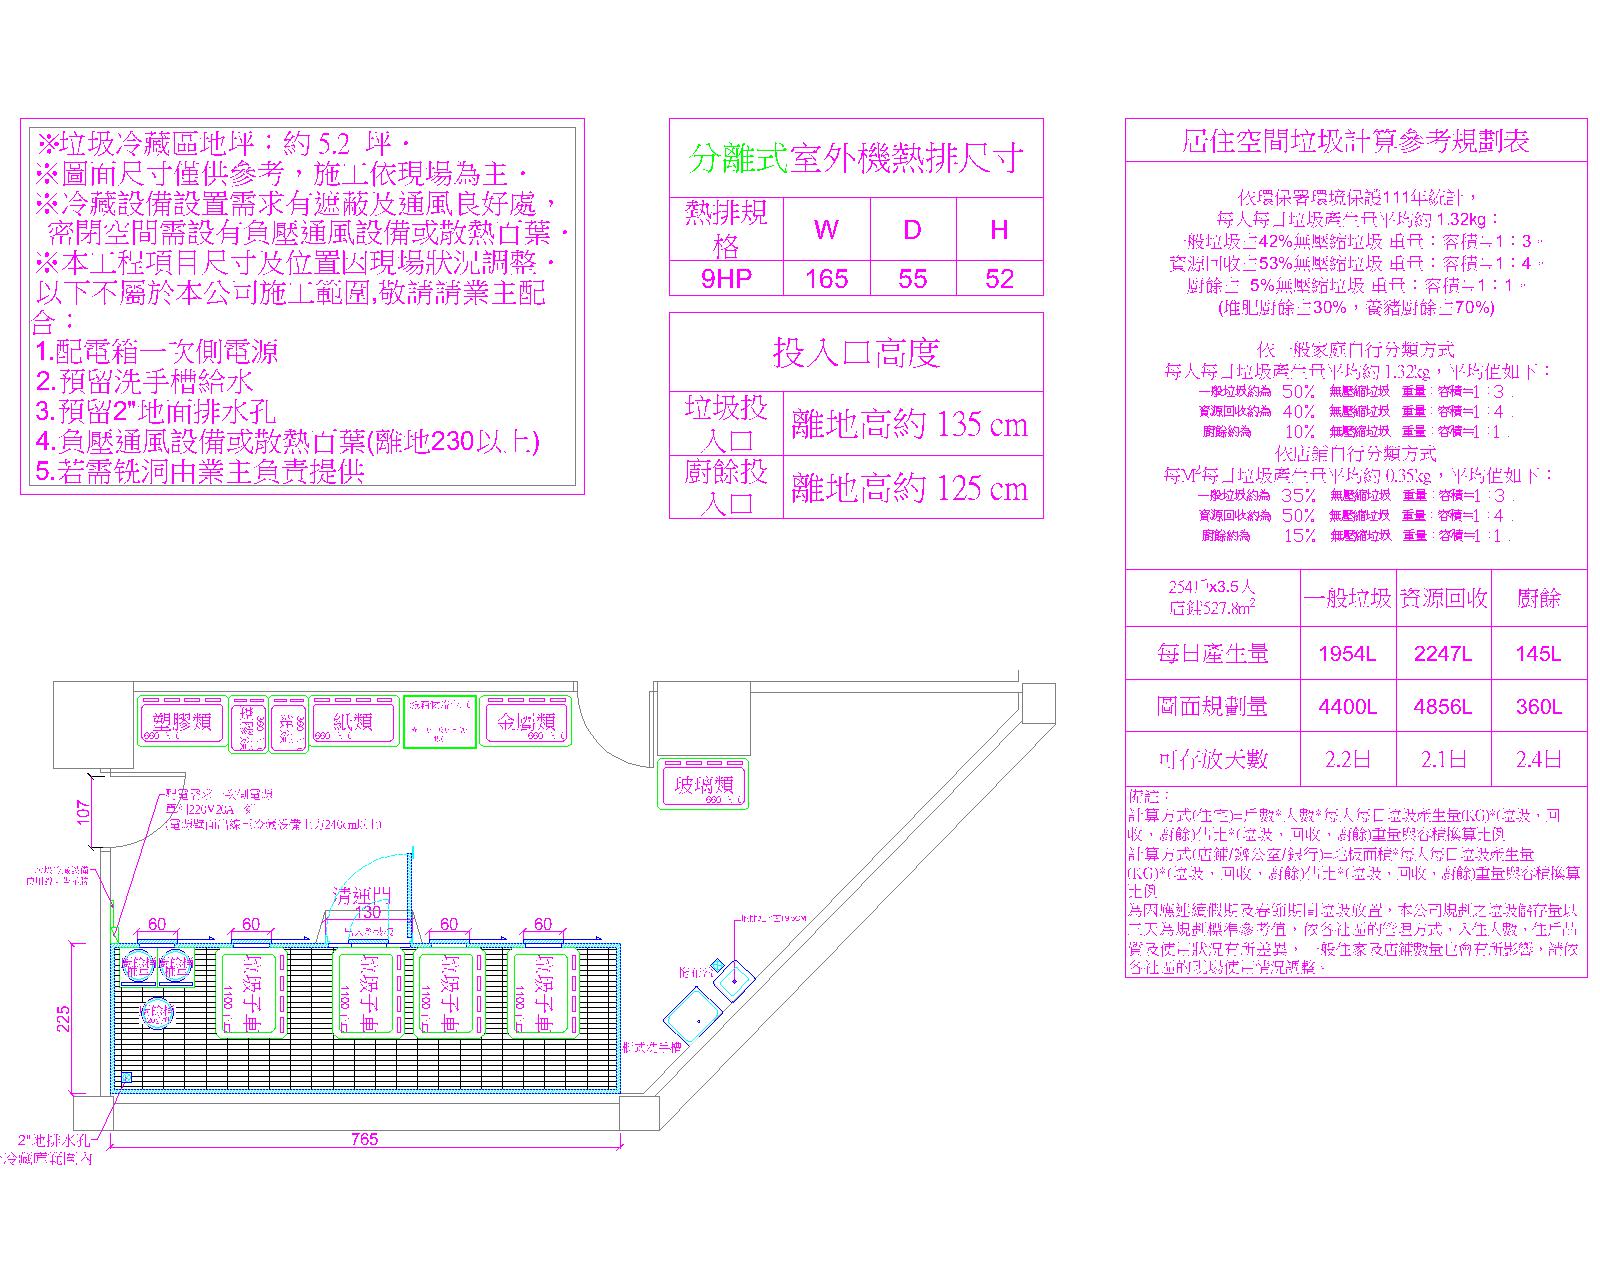 ※垃圾冷藏區地坪：約 5.2 坪．
※圖面尺寸僅供參考，施工依現場為主．
※冷藏設備設置需求有遮蔽及通風良好處，
密閉空間需設有負壓通風設備或散熱百葉．
※本工程項目尺寸及位置因現場狀況調整．
以下不屬於本公司施工範圍,敬請請業主配
合：
1.配電箱一次側電源
2.預留洗手槽給水
3.預留2"地面排水孔
4.負壓通風設備或散熱百葉(離地230以上)
5.若需銑洞由業主負責提供
分離式室外機熱排尺寸
熱排規格 W D H
9HP 165 55 52
投入口高度
垃圾投入口 離地高約 135 cm
廚餘投入口 離地高約 125 cm
居住空間垃圾計算參考規劃表
依環保署環境保護111年統計，
每人每日垃圾產生量平均約 1.32kg：
一般垃圾占42%無壓縮垃圾 重量：容積=1：3。
資源回收占53%無壓縮垃圾 重量：容積=1：4。
廚餘占 5%無壓縮垃圾 重量：容積=1：1。
(堆肥廚餘占30%，養豬廚餘占70%)
依一般家庭自行分類方式
每人每日垃圾產生量平均約 1.32kg，平均值如下：
一般垃圾約為 50% 無壓縮垃圾 重量：容積=1：3．
資源回收約為 40% 無壓縮垃圾 重量：容積=1：4．
廚餘約為 10% 無壓縮垃圾 重量：容積=1：1．
依店鋪自行分類方式
每M²每日垃圾產生量平均約 0.35kg，平均值如下：
一般垃圾約為 35% 無壓縮垃圾 重量：容積=1：3．
資源回收約為 50% 無壓縮垃圾 重量：容積=1：4．
廚餘約為 15% 無壓縮垃圾 重量：容積=1：1．
254戶x3.5人
店鋪527.8m² 一般垃圾 資源回收 廚餘
每日產生量 1954L 2247L 145L
圖面規劃量 4400L 4856L 360L
可存放天數 2.2日 2.1日 2.4日
備註：
計算方式(住宅)=戶數*人數*每人每日垃圾產生量(KG)*(垃圾，回
收，廚餘)占比*(垃圾，回收，廚餘)重量與容積換算比例
計算方式(店鋪/辦公室/銀行)=地板面積*每人每日垃圾產生量
(KG)*(垃圾，回收，廚餘)占比*(垃圾，回收，廚餘)重量與容積換算
比例
為因應連續假期及春節期間垃圾放置，本公司規劃之垃圾儲存量以
二天為規劃標準參考值，依各社區的管理方式，入住人數，住戶品
質及使用狀況有所差異，一般住家及店鋪數量也會有所影響，請依
各社區的現場使用情況調整。
塑膠類
660
360
360
紙類
660
金屬類
660
玻璃類
660
107
配電需求一次側電源
清運門
130
60
60
60
60
垃圾子車
1100
垃圾子車
1100
垃圾子車
1100
垃圾子車
1100
225
765
2"地排水孔
冷藏庫範圍內